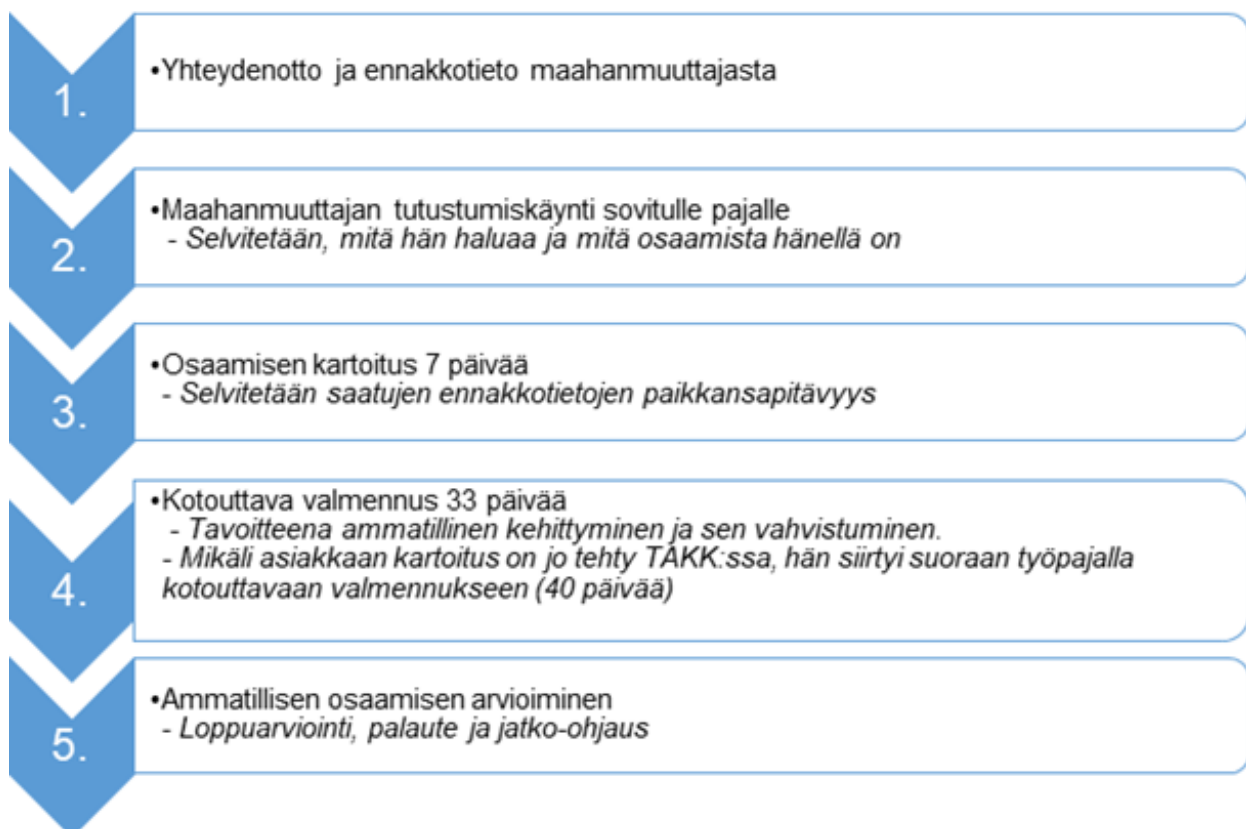 1.
•Yhteydenotto ja ennakkotieto maahanmuuttajasta
2.
•Maahanmuuttajan tutustumiskäynti sovitulle pajalle
- Selvitetään, mitä hän haluaa ja mitä osaamista hänellä on
3.
•Osaamisen kartoitus 7 päivää
- Selvitetään saatujen ennakkotietojen paikkansapitävyys
4.
•Kotouttava valmennus 33 päivää
- Tavoitteena ammatillinen kehittyminen ja sen vahvistuminen.
- Mikäli asiakkaan kartoitus on jo tehty TAKK:ssa, hän siirtyi suoraan työpajalla
kotouttavaan valmennukseen (40 päivää)
5.
•Ammatillisen osaamisen arvioiminen
- Loppuarviointi, palaute ja jatko-ohjaus